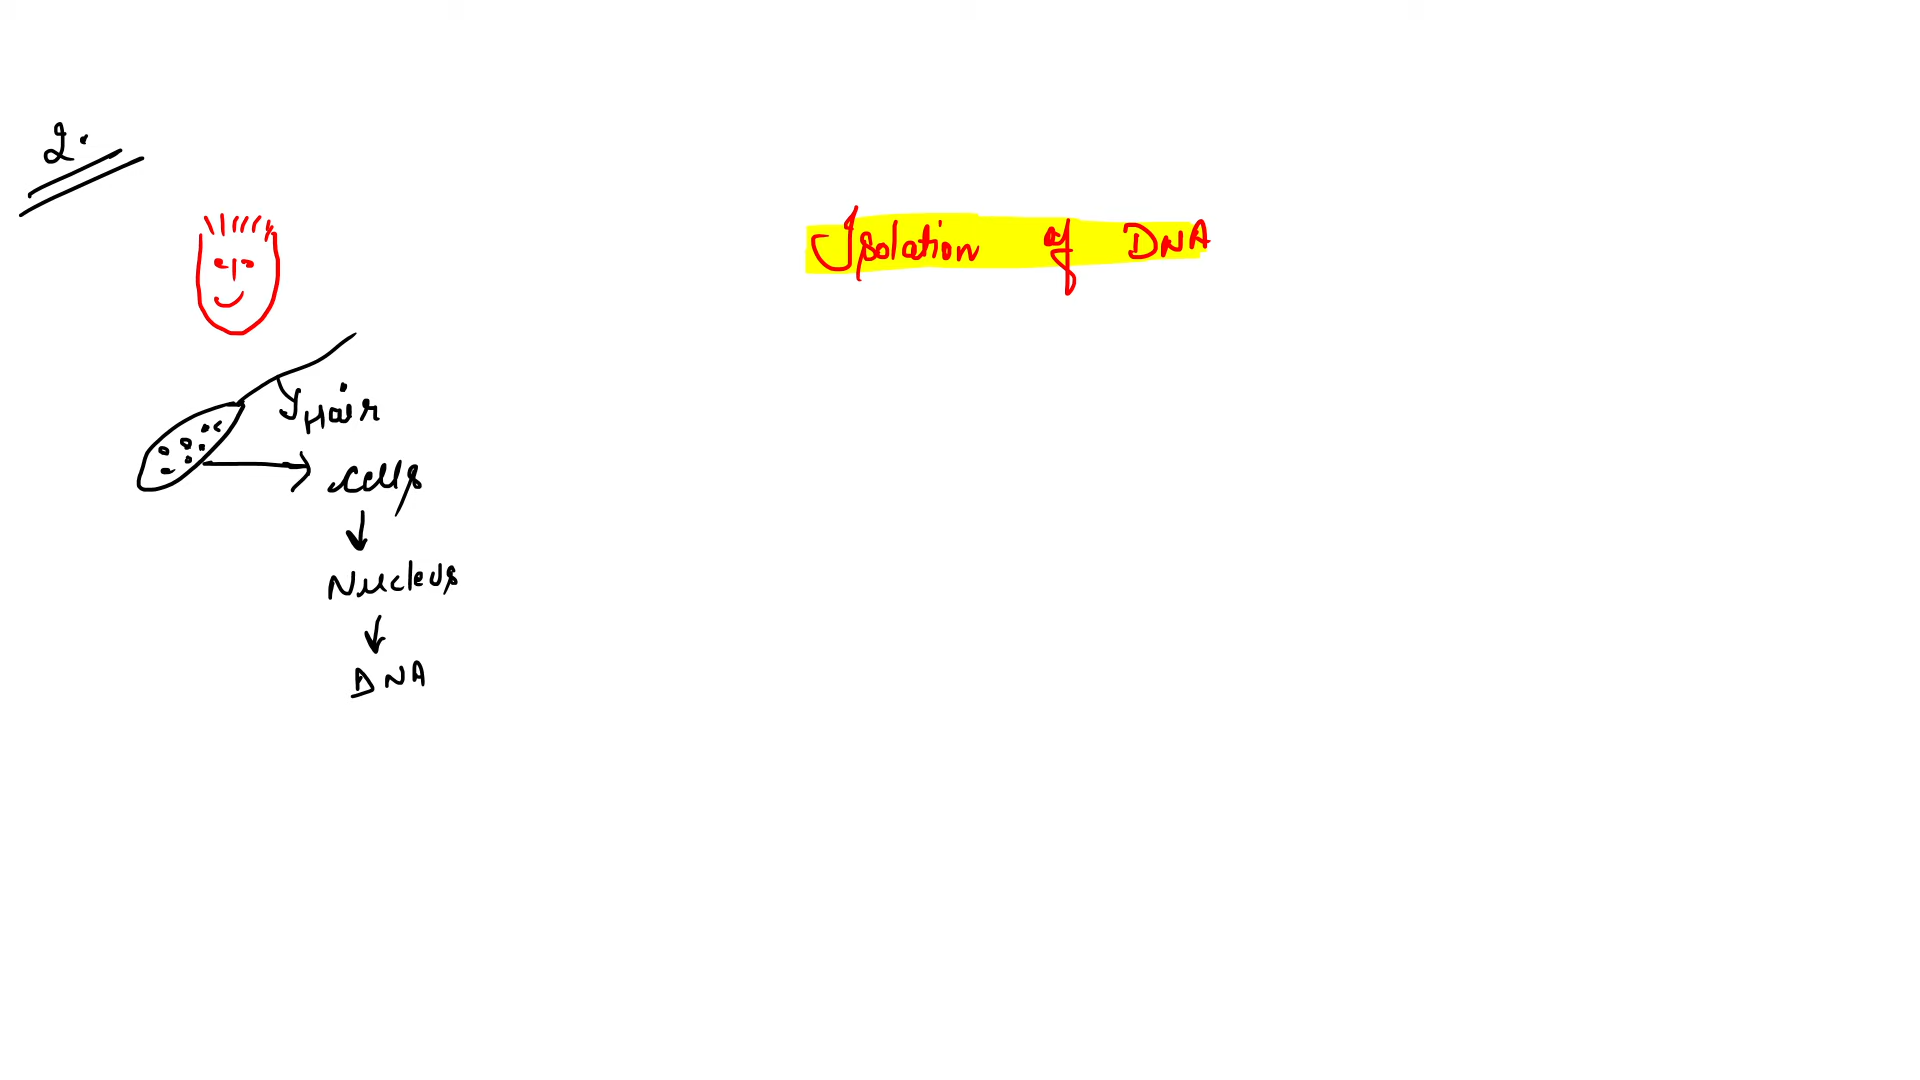 2.
Isolation of DNA
Hair
cells
Nucleus
DNA